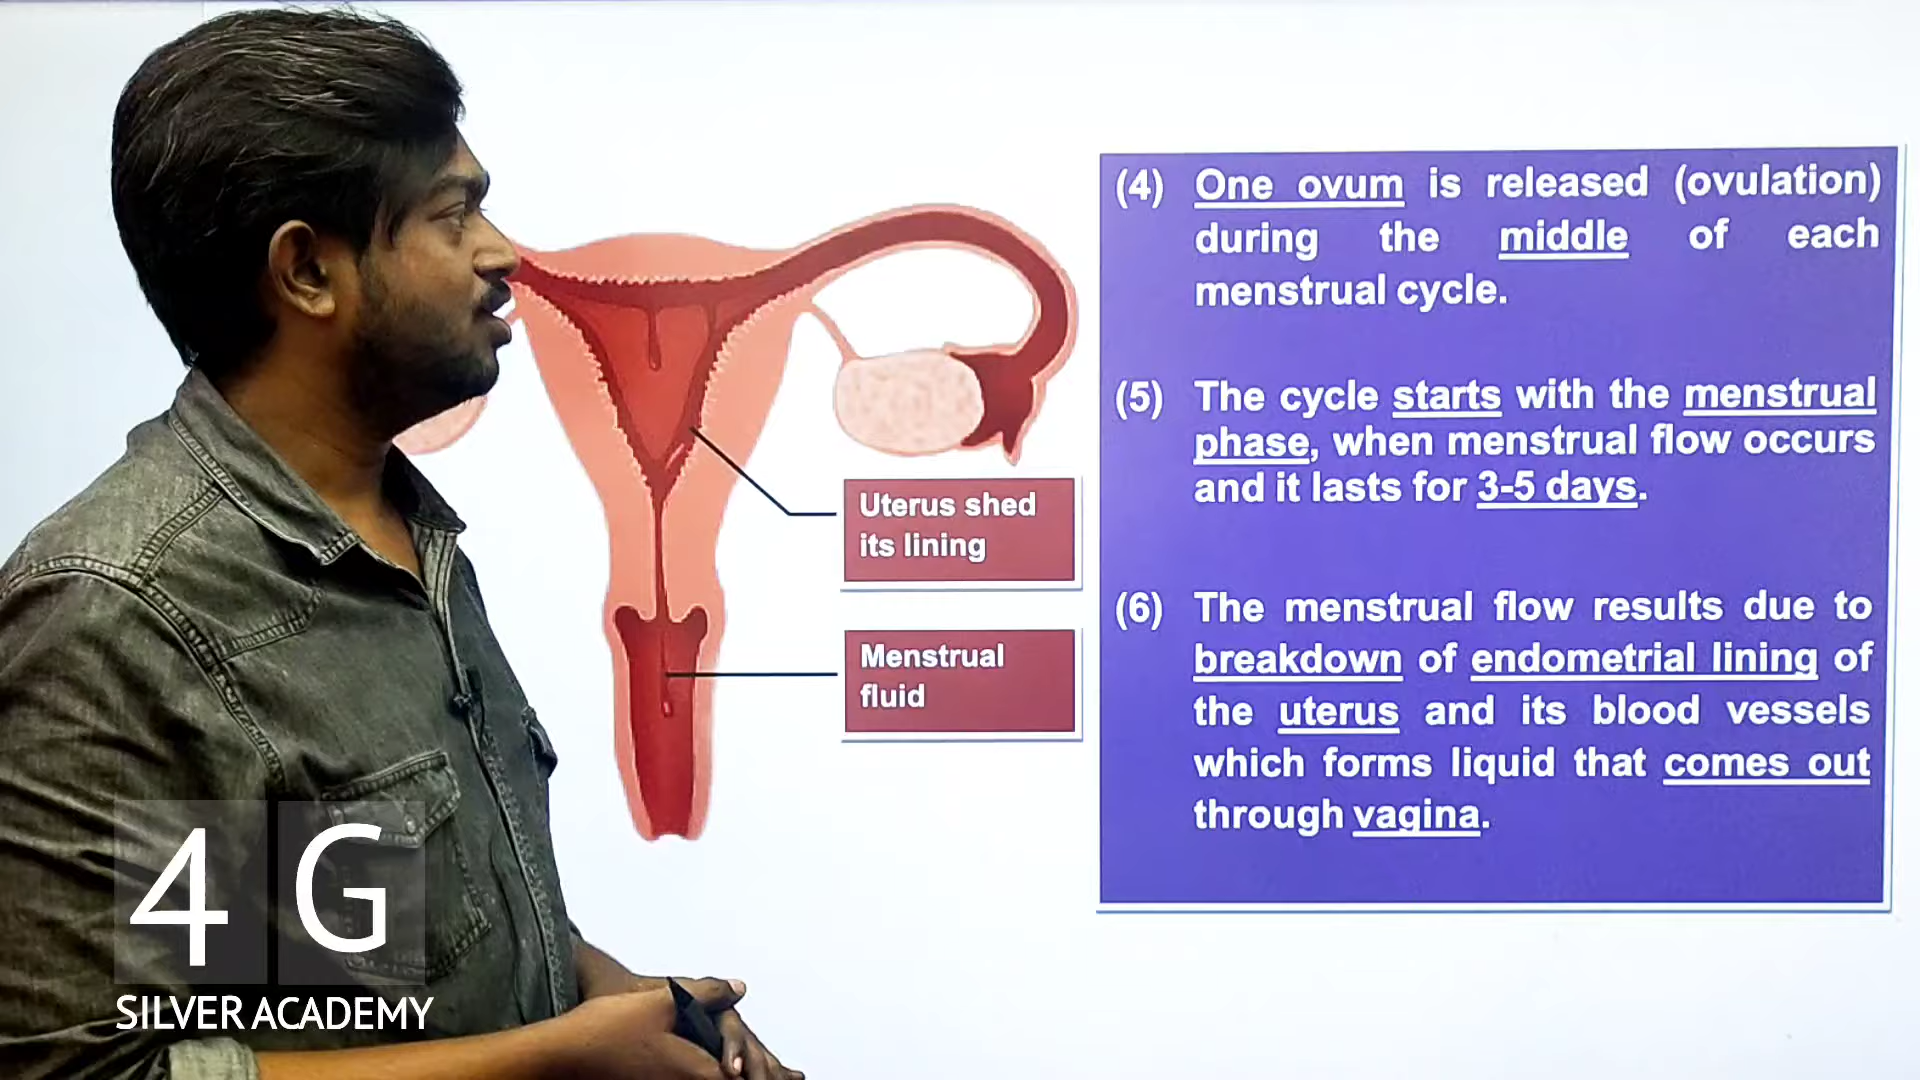 (4) One ovum is released (ovulation)
during the middle of each
menstrual cycle.
(5) The cycle starts with the menstrual
phase, when menstrual flow occurs
and it lasts for 3-5 days.
(6) The menstrual flow results due to
breakdown of endometrial lining of
the uterus and its blood vessels
which forms liquid that comes out
through vagina.
Uterus shed
its lining
Menstrual
fluid
4 G
SILVER ACADEMY